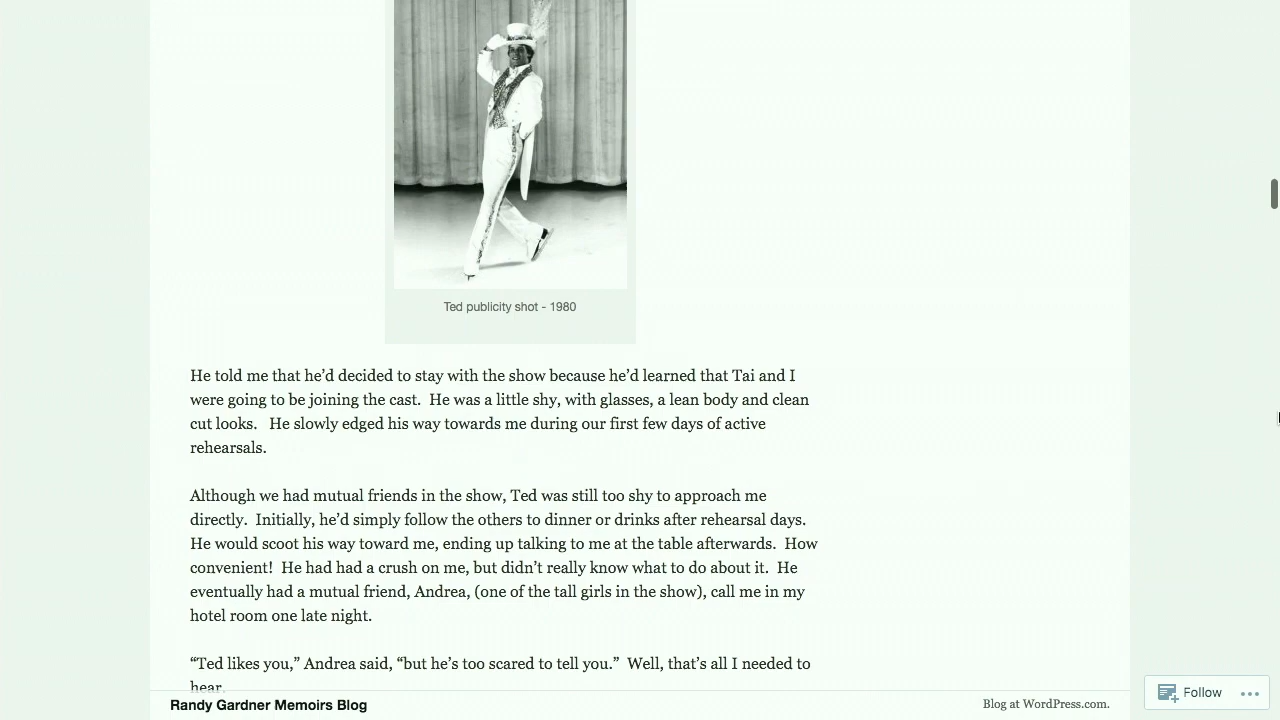 Ted publicity shot - 1980
He told me that he’d decided to stay with the show because he’d learned that Tai and I
were going to be joining the cast.  He was a little shy, with glasses, a lean body and clean
cut looks.   He slowly edged his way towards me during our first few days of active
rehearsals.
Although we had mutual friends in the show, Ted was still too shy to approach me
directly.  Initially, he’d simply follow the others to dinner or drinks after rehearsal days.
He would scoot his way toward me, ending up talking to me at the table afterwards.  How
convenient!  He had had a crush on me, but didn’t really know what to do about it.  He
eventually had a mutual friend, Andrea, (one of the tall girls in the show), call me in my
hotel room one late night.
“Ted likes you,” Andrea said, “but he’s too scared to tell you.”  Well, that’s all I needed to
hear.
Randy Gardner Memoirs Blog
Blog at WordPress.com.
Follow